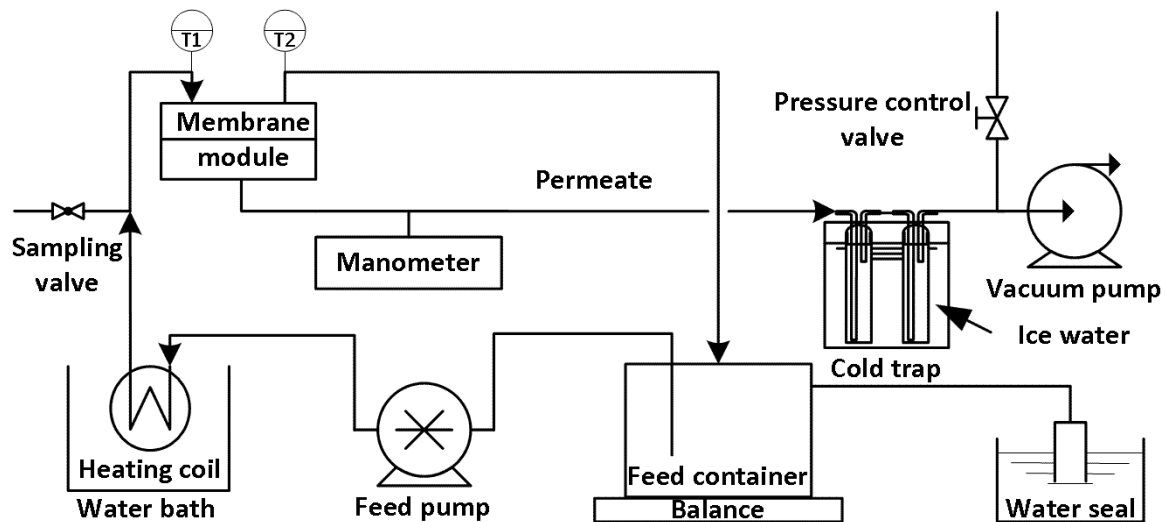 T1
T2
Membrane
module
Pressure control
valve
Permeate
Sampling
valve
Manometer
Vacuum pump
Ice water
Cold trap
Heating coil
Water bath
Feed pump
Feed container
Balance
Water seal